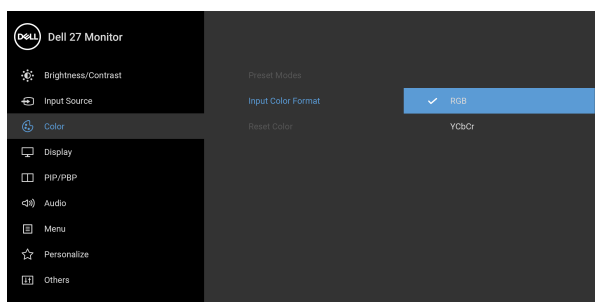 DELL Dell 27 Monitor
Brightness/Contrast
Preset Modes
Input Source
Input Color Format
RGB
Color
Reset Color
YCbCr
Display
PIP/PBP
Audio
Menu
Personalize
Others